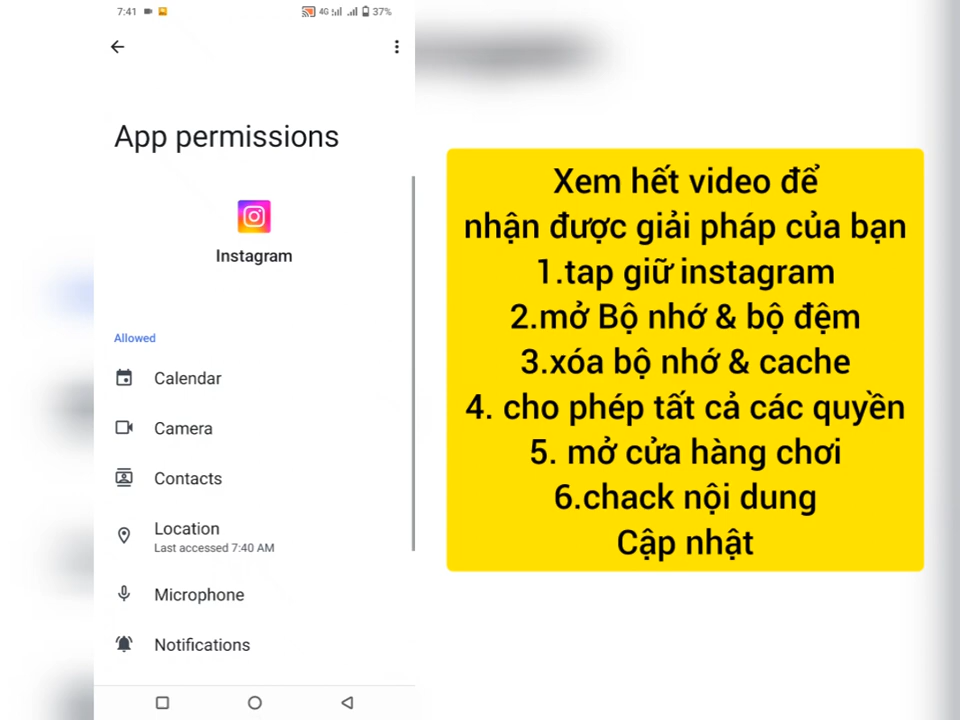 7:41
4G
37%
App permissions
Instagram
Allowed
Calendar
Camera
Contacts
Location
Last accessed 7:40 AM
Microphone
Notifications
Xem hết video để
nhận được giải pháp của bạn
1.tap giữ instagram
2.mở Bộ nhớ & bộ đệm
3.xóa bộ nhớ & cache
4. cho phép tất cả các quyền
5. mở cửa hàng chơi
6.chack nội dung
Cập nhật